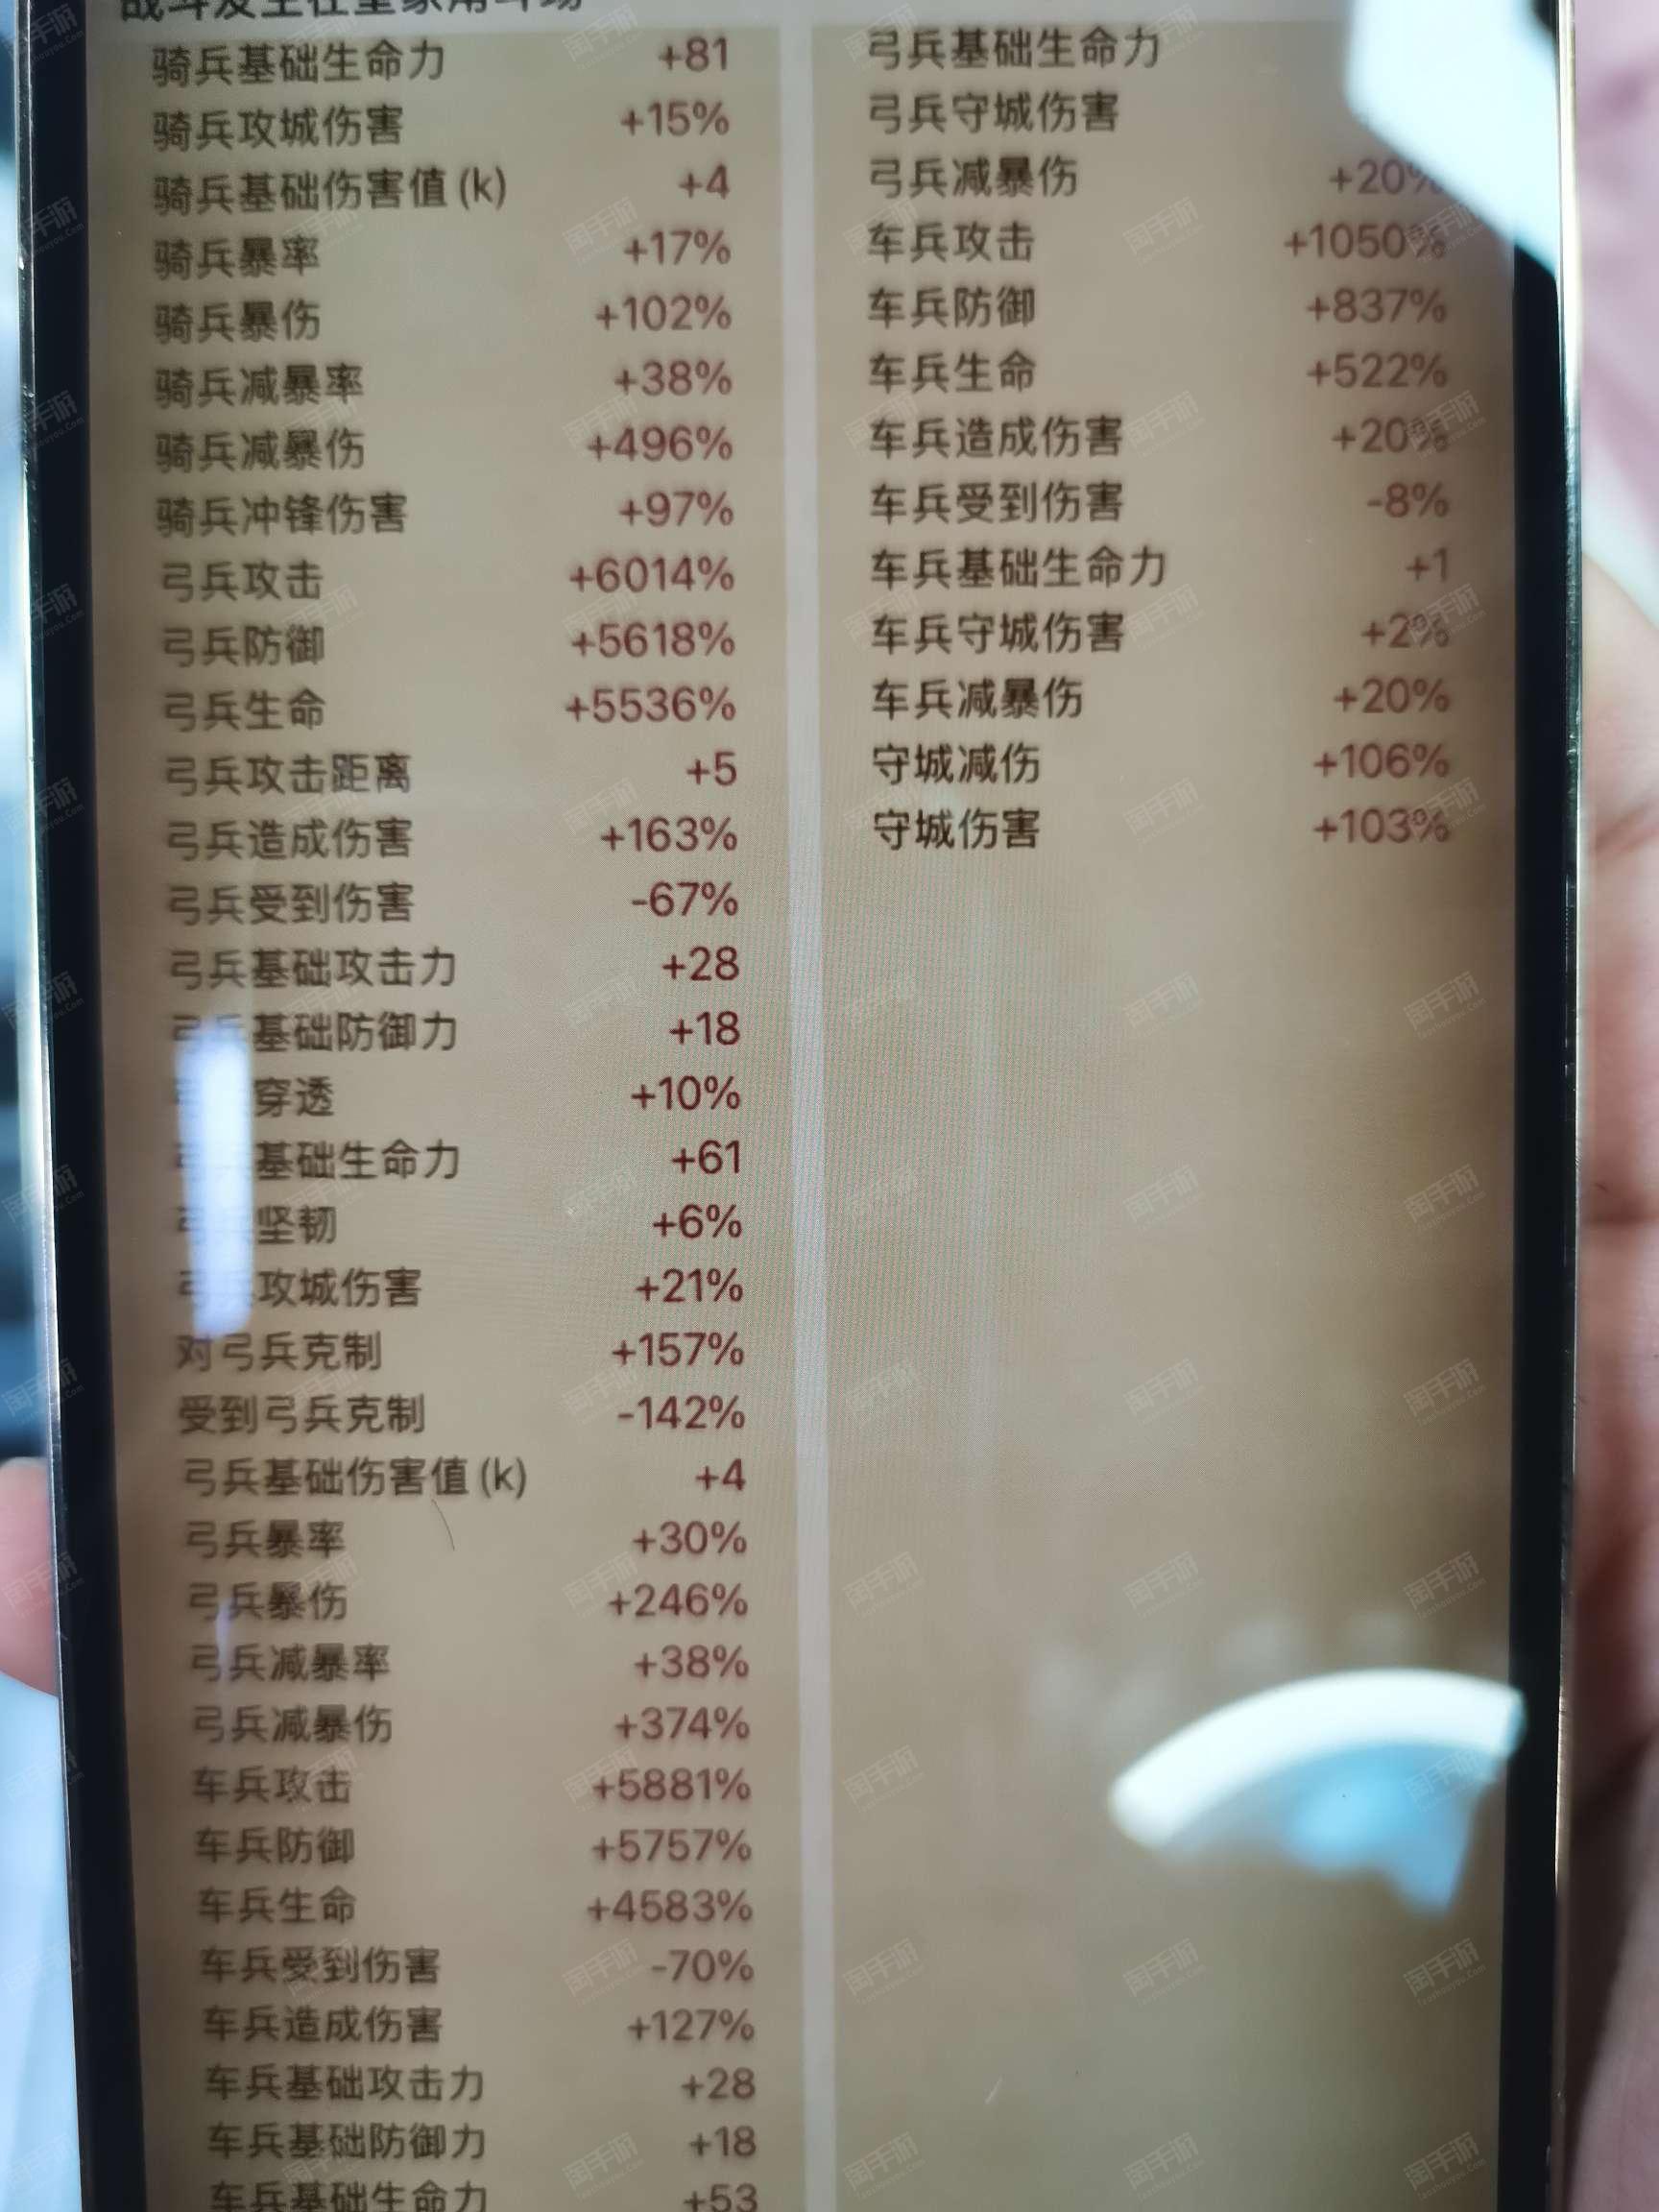 骑兵基础生命力 +81
骑兵攻城伤害 +15%
骑兵基础伤害值(k) +4
骑兵暴率 +17%
骑兵暴伤 +102%
骑兵减暴率 +38%
骑兵减暴伤 +496%
骑兵冲锋伤害 +97%
弓兵攻击 +6014%
弓兵防御 +5618%
弓兵生命 +5536%
弓兵攻击距离 +5
弓兵造成伤害 +163%
弓兵受到伤害 -67%
弓兵基础攻击力 +28
弓兵基础防御力 +18
穿透 +10%
基础生命力 +61
坚韧 +6%
攻城伤害 +21%
对弓兵克制 +157%
受到弓兵克制 -142%
弓兵基础伤害值(k) +4
弓兵暴率 +30%
弓兵暴伤 +246%
弓兵减暴率 +38%
弓兵减暴伤 +374%
车兵攻击 +5881%
车兵防御 +5757%
车兵生命 +4583%
车兵受到伤害 -70%
车兵造成伤害 +127%
车兵基础攻击力 +28
车兵基础防御力 +18
车兵基础生命力 +53
弓兵基础生命力
弓兵守城伤害
弓兵减暴伤 +20%
车兵攻击 +1050%
车兵防御 +837%
车兵生命 +522%
车兵造成伤害 +20%
车兵受到伤害 -8%
车兵基础生命力 +1
车兵守城伤害 +2%
车兵减暴伤 +20%
守城减伤 +106%
守城伤害 +103%